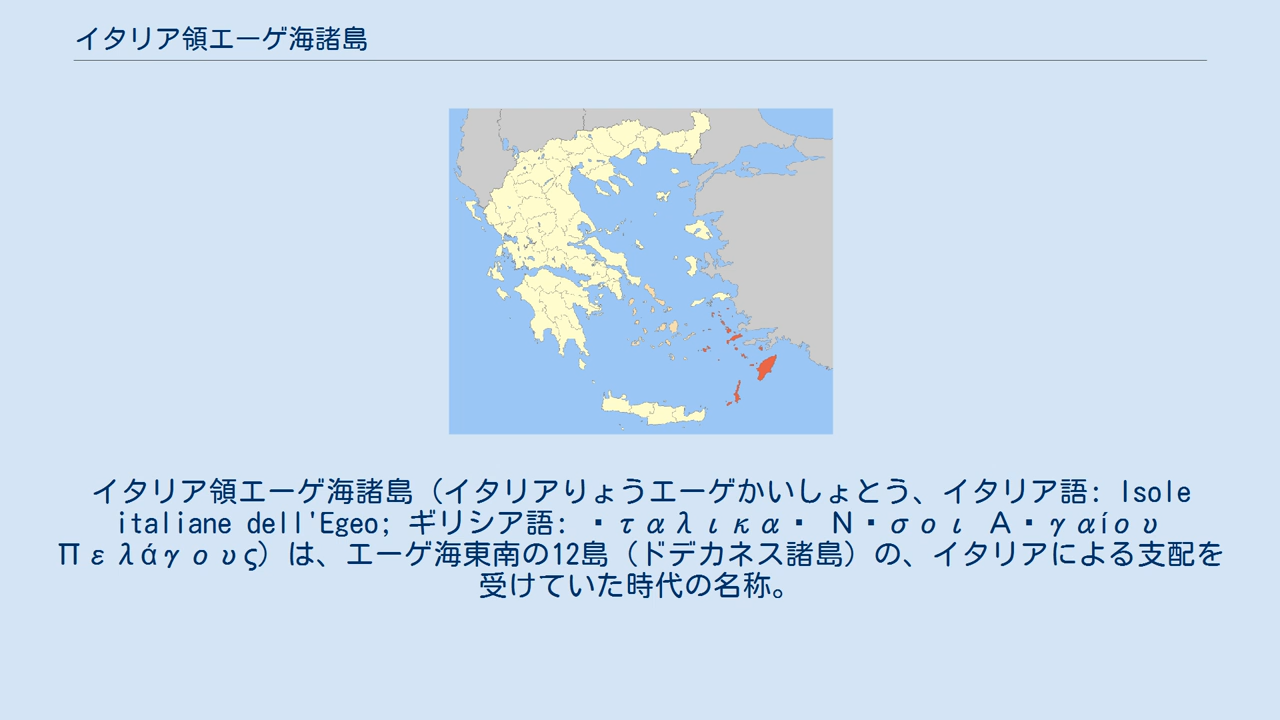 イタリア領エーゲ海諸島
イタリア領エーゲ海諸島（イタリアりょうエーゲかいしょとう、イタリア語: Isole
italiane dell'Egeo; ギリシア語: ・ταλικα・ Ν・σοι Α・γαίου
Πελάγους）は、エーゲ海東南の12島（ドデカネス諸島）の、イタリアによる支配を
受けていた時代の名称。